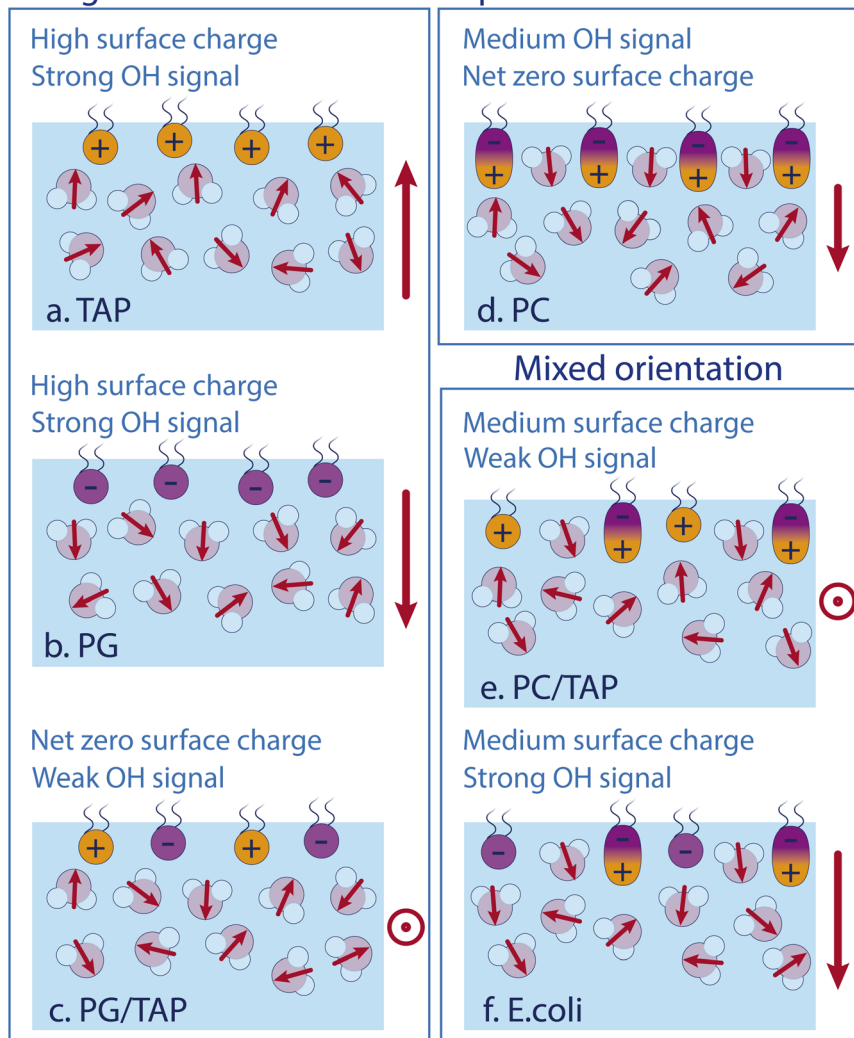 High surface charge
Strong OH signal
+ + + +
a. TAP
High surface charge
Strong OH signal
- - - -
b. PG
Net zero surface charge
Weak OH signal
+ - + -
c. PG/TAP
Medium OH signal
Net zero surface charge
- - - -
+ + + +
d. PC
Mixed orientation
Medium surface charge
Weak OH signal
+ - + -
+ +
e. PC/TAP
Medium surface charge
Strong OH signal
- - - -
+ +
f. E.coli